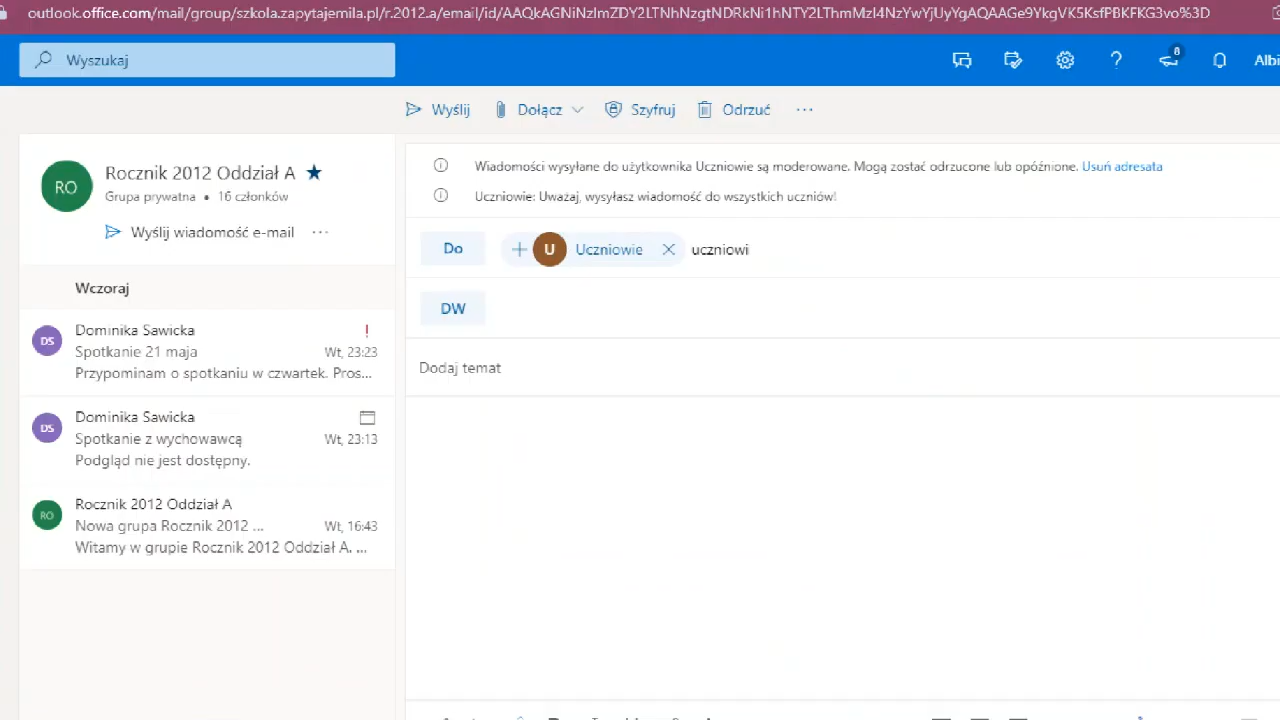 outlook.office.com/mail/group/szkola.zapytajemila.pl/r.2012.a/email/id/AAQkAGNiNzImZDY2LTNhNzgtNDRkNi1hNTY2LThmMzI4NzYwYjUyYgAQAAGe9YkgVK5KsfPBKFKG3vo%3D
Wyszukaj
8
Albi
Wyślij
Dołącz
Szyfruj
Odrzuć
RO
Rocznik 2012 Oddział A
Grupa prywatna • 16 członków
Wyślij wiadomość e-mail
Wczoraj
DS
Dominika Sawicka
Spotkanie 21 maja
Wt, 23:23
Przypominam o spotkaniu w czwartek. Pros...
DS
Dominika Sawicka
Spotkanie z wychowawcą
Wt, 23:13
Podgląd nie jest dostępny.
RO
Rocznik 2012 Oddział A
Nowa grupa Rocznik 2012 ...
Wt, 16:43
Witamy w grupie Rocznik 2012 Oddział A. ...
Wiadomości wysyłane do użytkownika Uczniowie są moderowane. Mogą zostać odrzucone lub opóźnione. Usuń adresata
Uczniowie: Uważaj, wysyłasz wiadomość do wszystkich uczniów!
Do
U
Uczniowie
uczniowi
DW
Dodaj temat